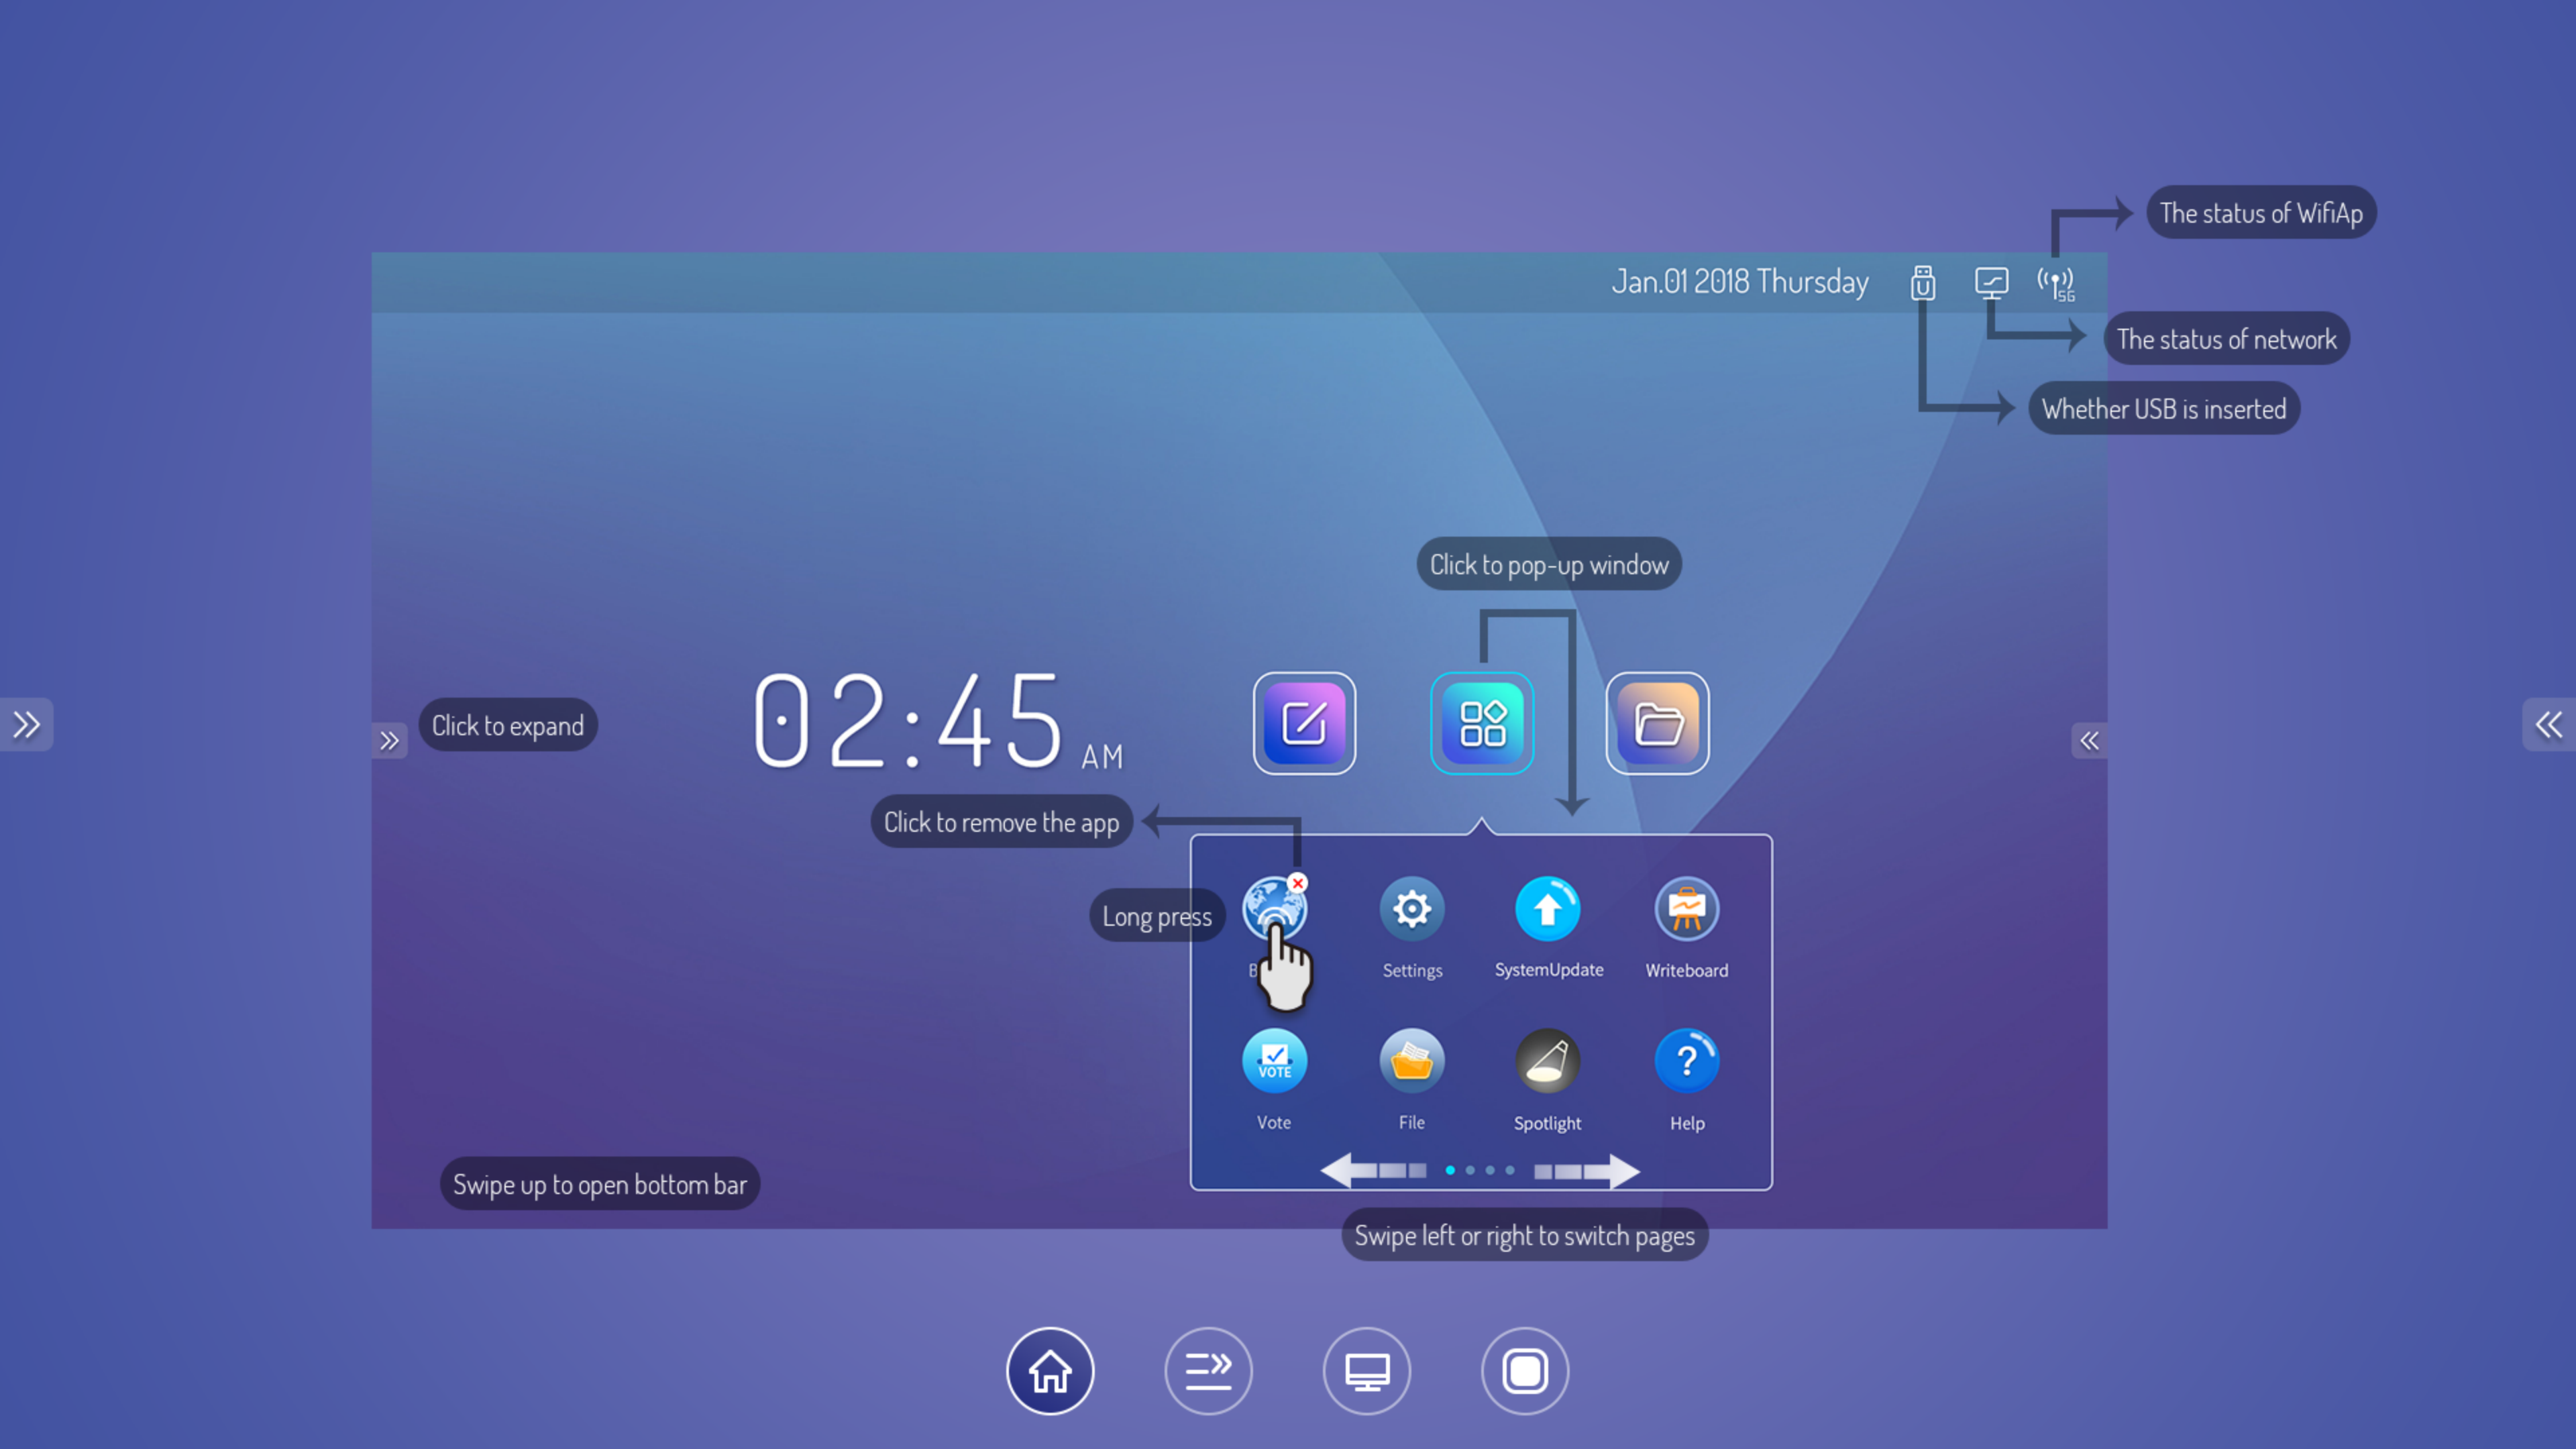 The status of WifiAp
Jan.01 2018 Thursday
U
5G
The status of network
Whether USB is inserted
Click to pop-up window
Click to expand
02:45 AM
Click to remove the app
Long press
Settings
SystemUpdate
Writeboard
VOTE
?
Vote
File
Spotlight
Help
Swipe up to open bottom bar
Swipe left or right to switch pages